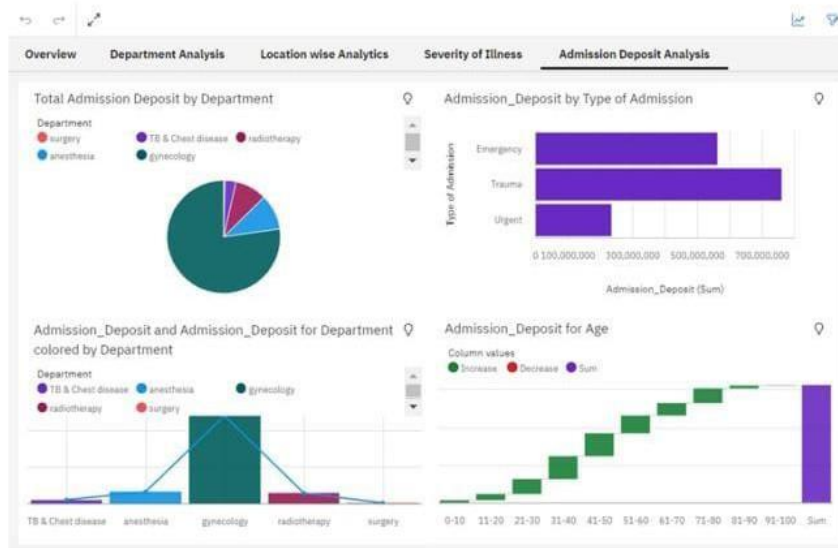 Overview Department Analysis Location wise Analytics Severity of Illness Admission Deposit Analysis
Total Admission Deposit by Department
Department
surgery TB & Chest disease radiotherapy
anesthesia gynecology
Admission_Deposit by Type of Admission
Type of Admission
Emergency
Trauma
Urgent
0 100,000,000 300,000,000 500,000,000 700,000,000
Admission_Deposit (Sum)
Admission_Deposit and Admission_Deposit for Department
colored by Department
Department
TB & Chest disease anesthesia gynecology
radiotherapy surgery
TB & Chest disease anesthesia gynecology radiotherapy surgery
Admission_Deposit for Age
Column values
Increase Decrease Sum
0-10 11-20 21-30 31-40 41-50 51-60 61-70 71-80 81-90 91-100 Sum